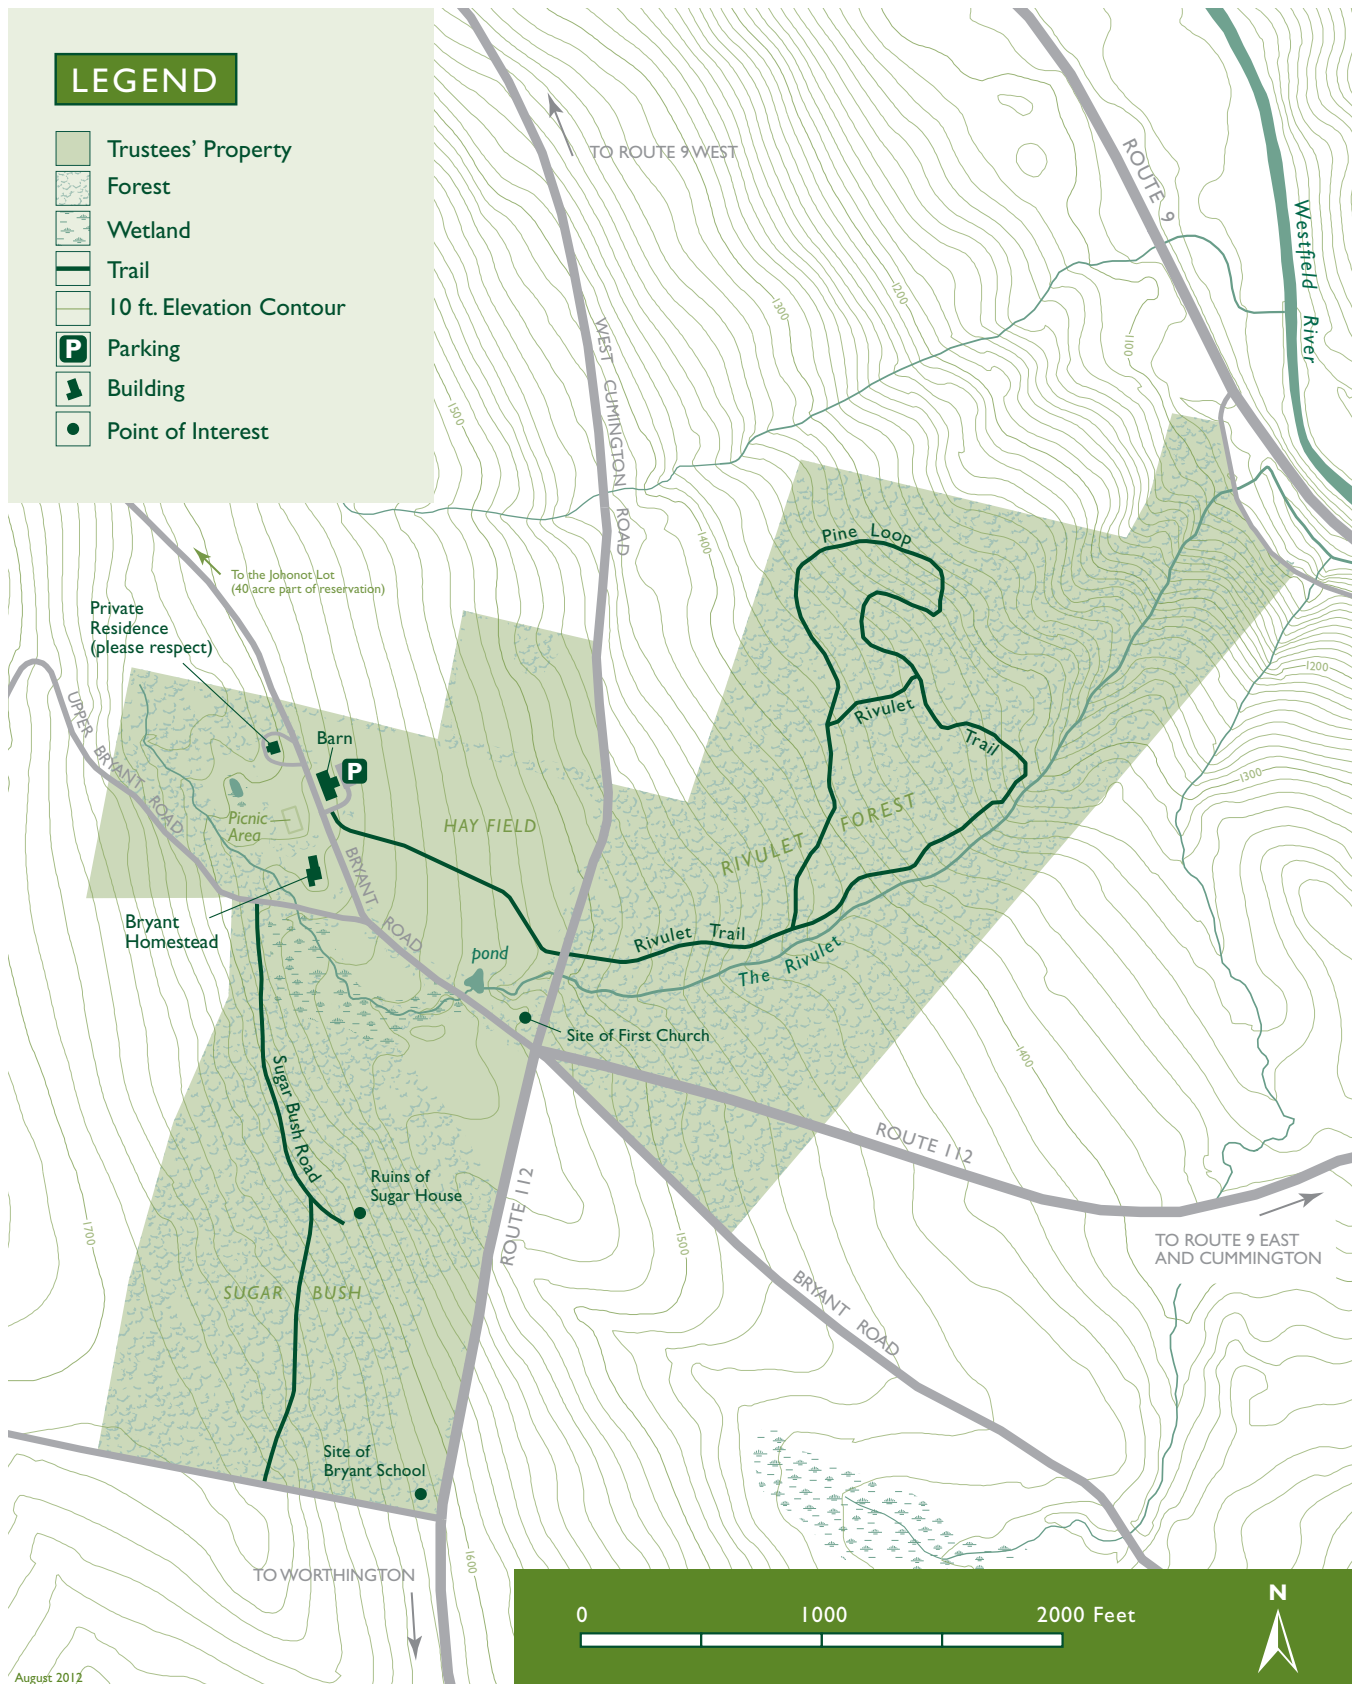 LEGEND
Trustees’ Property
Forest
Wetland
Trail
10 ft. Elevation Contour
P
Parking
Building
Point of Interest
TO ROUTE 9 WEST
ROUTE 9
Westfield River
1300
1200
1100
WEST CUMINGTON ROAD
1500
1400
Pine Loop
To the Johonot Lot
(40 acre part of reservation)
Private
Residence
(please respect)
1200
UPPER BRYANT ROAD
Rivulet
Trail
Barn
P
1300
Picnic
Area
HAY FIELD
RIVULET FOREST
BRYANT ROAD
Bryant
Homestead
Rivulet Trail
pond
The Rivulet
Site of First Church
1400
Sugar Bush Road
ROUTE 112
Ruins of
Sugar House
ROUTE 112
1700
1500
TO ROUTE 9 EAST
AND CUMMINGTON
SUGAR BUSH
BRYANT ROAD
Site of
Bryant School
1600
TO WORTHINGTON
0 1000 2000 Feet
N
August 2012